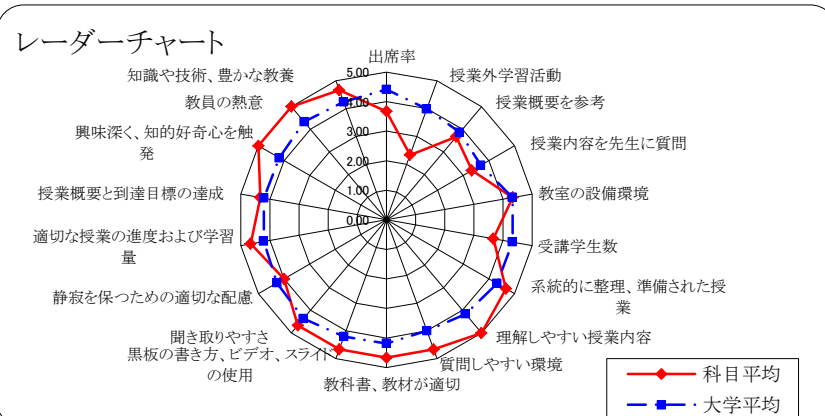 レーダーチャート
出席率
授業外学習活動
授業概要を参考
授業内容を先生に質問
教室の設備環境
受講学生数
系統的に整理、準備された授
業
理解しやすい授業内容
質問しやすい環境
教科書、教材が適切
黒板の書き方、ビデオ、スライド
の使用
聞き取りやすさ
静寂を保つための適切な配慮
適切な授業の進度および学習
量
授業概要と到達目標の達成
興味深く、知的好奇心を触
発
教員の熱意
知識や技術、豊かな教養
5.00
4.00
3.00
2.00
1.00
0.00
科目平均
大学平均